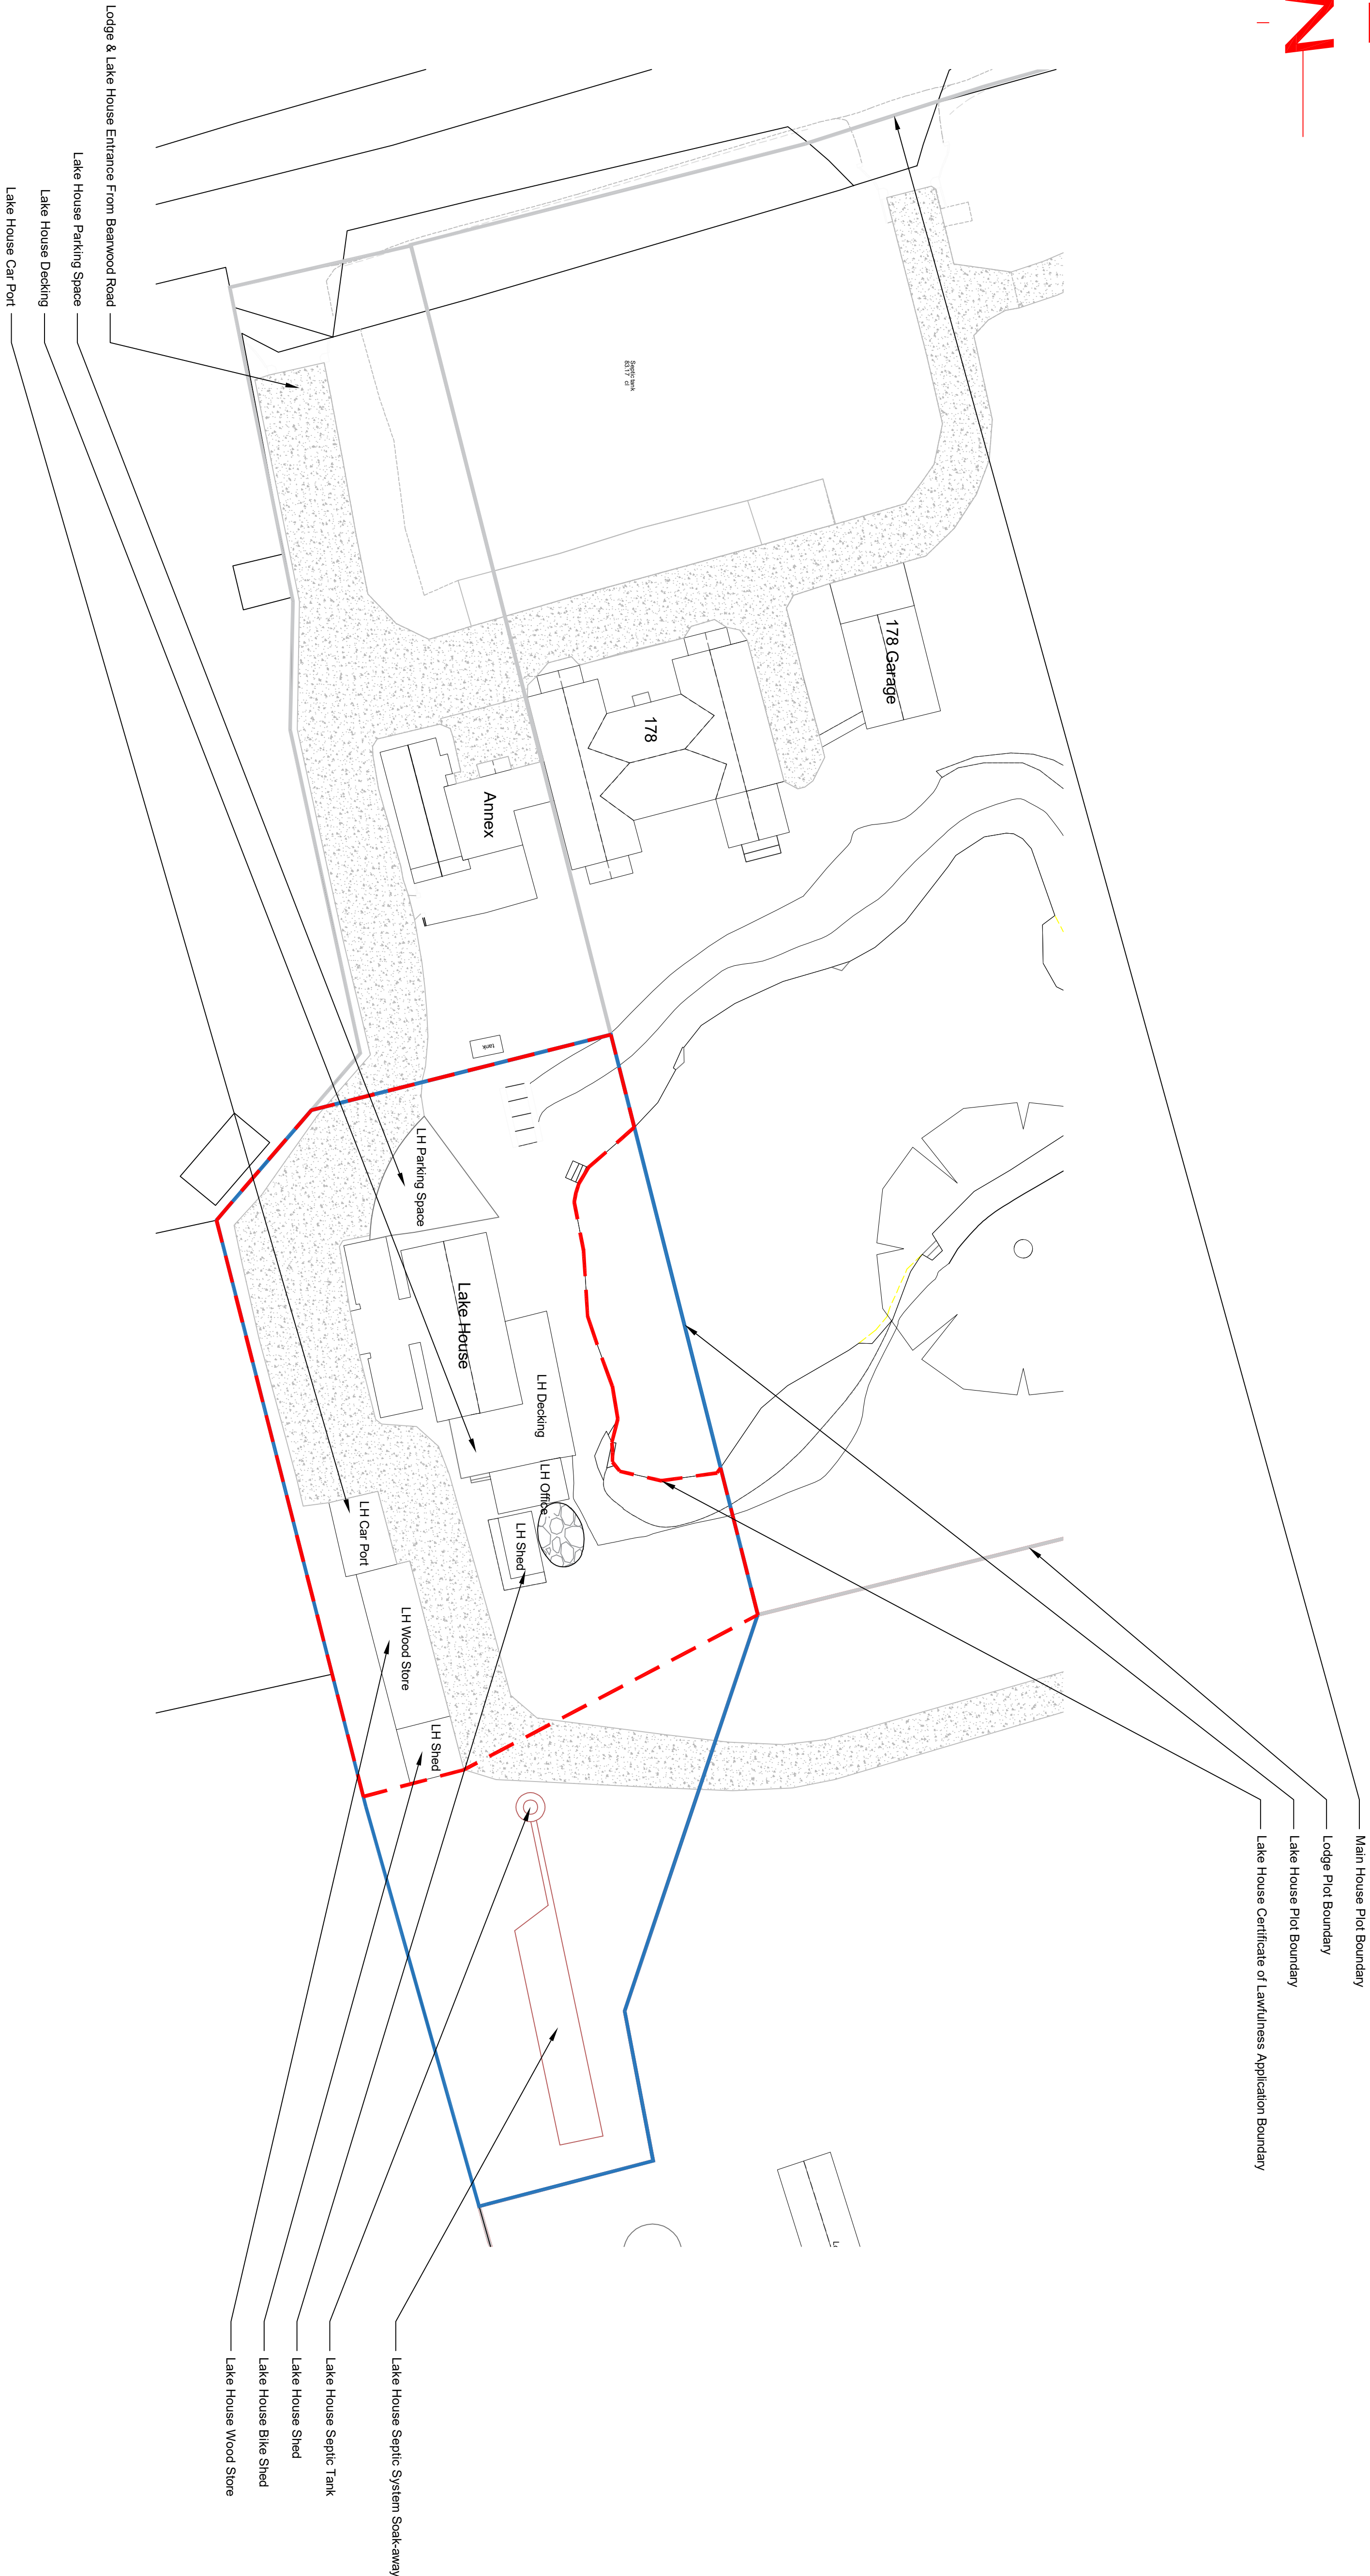 N
Lodge & Lake House Entrance From Bearwood Road
Lake House Parking Space
Lake House Decking
Lake House Car Port
Septic tank
83.17 cl
178 Garage
178
Annex
tank
LH Parking Space
Lake House
LH Decking
LH Office
LH Shed
LH Car Port
LH Wood Store
LH Shed
Main House Plot Boundary
Lodge Plot Boundary
Lake House Plot Boundary
Lake House Certificate of Lawfulness Application Boundary
Lake House Septic System Soak-away
Lake House Septic Tank
Lake House Shed
Lake House Bike Shed
Lake House Wood Store